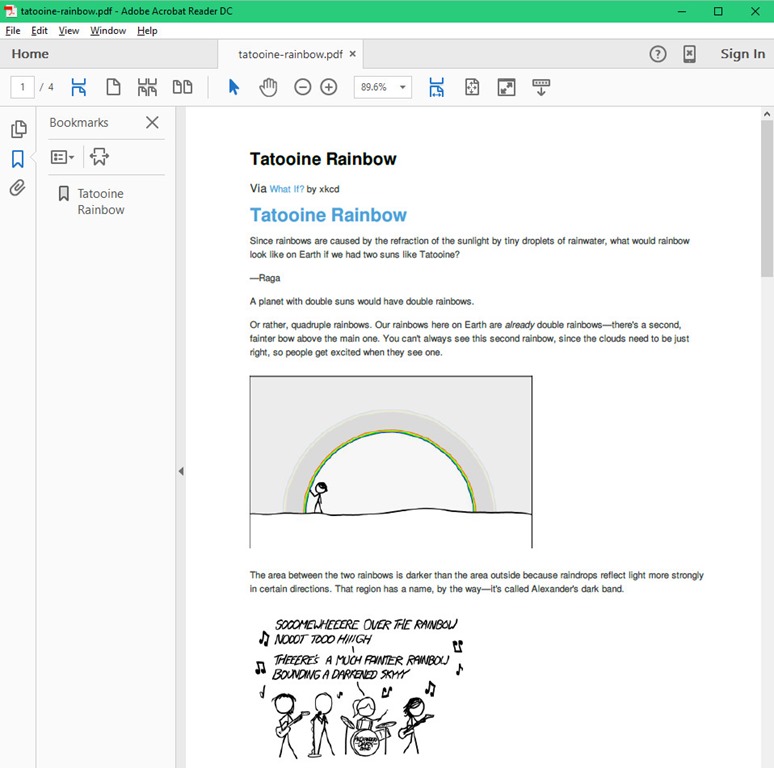 tatooine-rainbow.pdf - Adobe Acrobat Reader DC
File Edit View Window Help
Home
tatooine-rainbow.pdf ×
Sign In
1 / 4
89.6%
Bookmarks
Tatooine
Rainbow
Tatooine Rainbow
Via What If? by xkcd
Tatooine Rainbow
Since rainbows are caused by the refraction of the sunlight by tiny droplets of rainwater, what would rainbow
look like on Earth if we had two suns like Tatooine?
—Raga
A planet with double suns would have double rainbows.
Or rather, quadruple rainbows. Our rainbows here on Earth are already double rainbows—there's a second,
fainter bow above the main one. You can't always see this second rainbow, since the clouds need to be just
right, so people get excited when they see one.
The area between the two rainbows is darker than the area outside because raindrops reflect light more strongly
in certain directions. That region has a name, by the way—it's called Alexander's dark band.
SOOOMEWHEEERE OVER THE RAINBOW
NOOOT TOOO HIIIGH
THEEERE'S A MUCH FAINTER RAINBOW
BOUNDING A DARKENED SKYYY